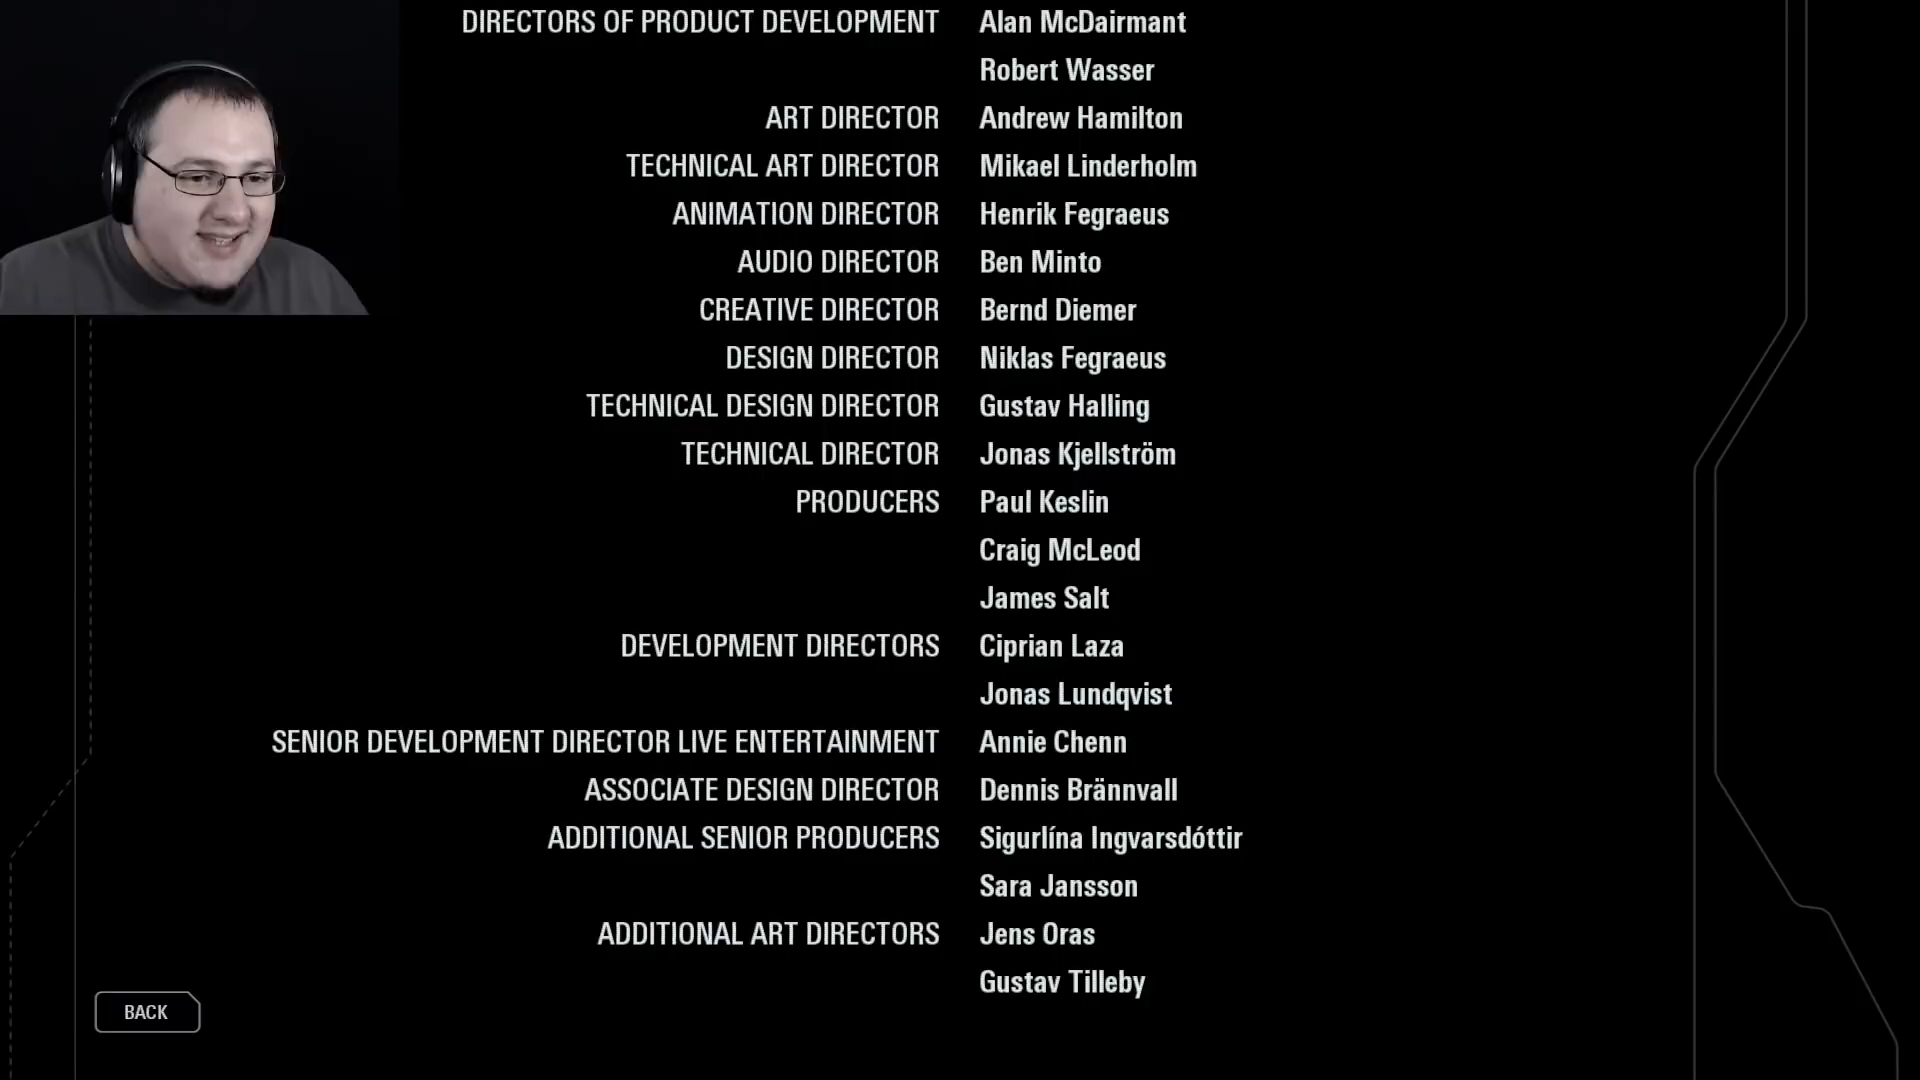 DIRECTORS OF PRODUCT DEVELOPMENT Alan McDairmant
Robert Wasser
ART DIRECTOR Andrew Hamilton
TECHNICAL ART DIRECTOR Mikael Linderholm
ANIMATION DIRECTOR Henrik Fegraeus
AUDIO DIRECTOR Ben Minto
CREATIVE DIRECTOR Bernd Diemer
DESIGN DIRECTOR Niklas Fegraeus
TECHNICAL DESIGN DIRECTOR Gustav Halling
TECHNICAL DIRECTOR Jonas Kjellström
PRODUCERS Paul Keslin
Craig McLeod
James Salt
DEVELOPMENT DIRECTORS Ciprian Laza
Jonas Lundqvist
SENIOR DEVELOPMENT DIRECTOR LIVE ENTERTAINMENT Annie Chenn
ASSOCIATE DESIGN DIRECTOR Dennis Brännvall
ADDITIONAL SENIOR PRODUCERS Sigurlína Ingvarsdóttir
Sara Jansson
ADDITIONAL ART DIRECTORS Jens Oras
Gustav Tilleby
BACK